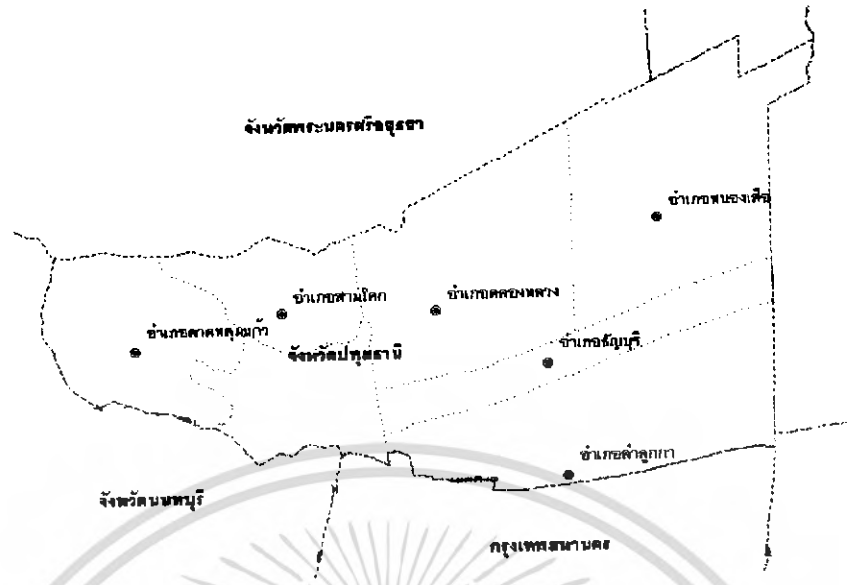 จังหวัดพระนครศรีอยุธยา
อำเภอหนองเสือ
อำเภอสามโคก
อำเภอคลองหลวง
อำเภอลาดหลุมแก้ว
จังหวัดปทุมธานี
อำเภอธัญบุรี
อำเภอลำลูกกา
จังหวัดนนทบุรี
กรุงเทพมหานคร